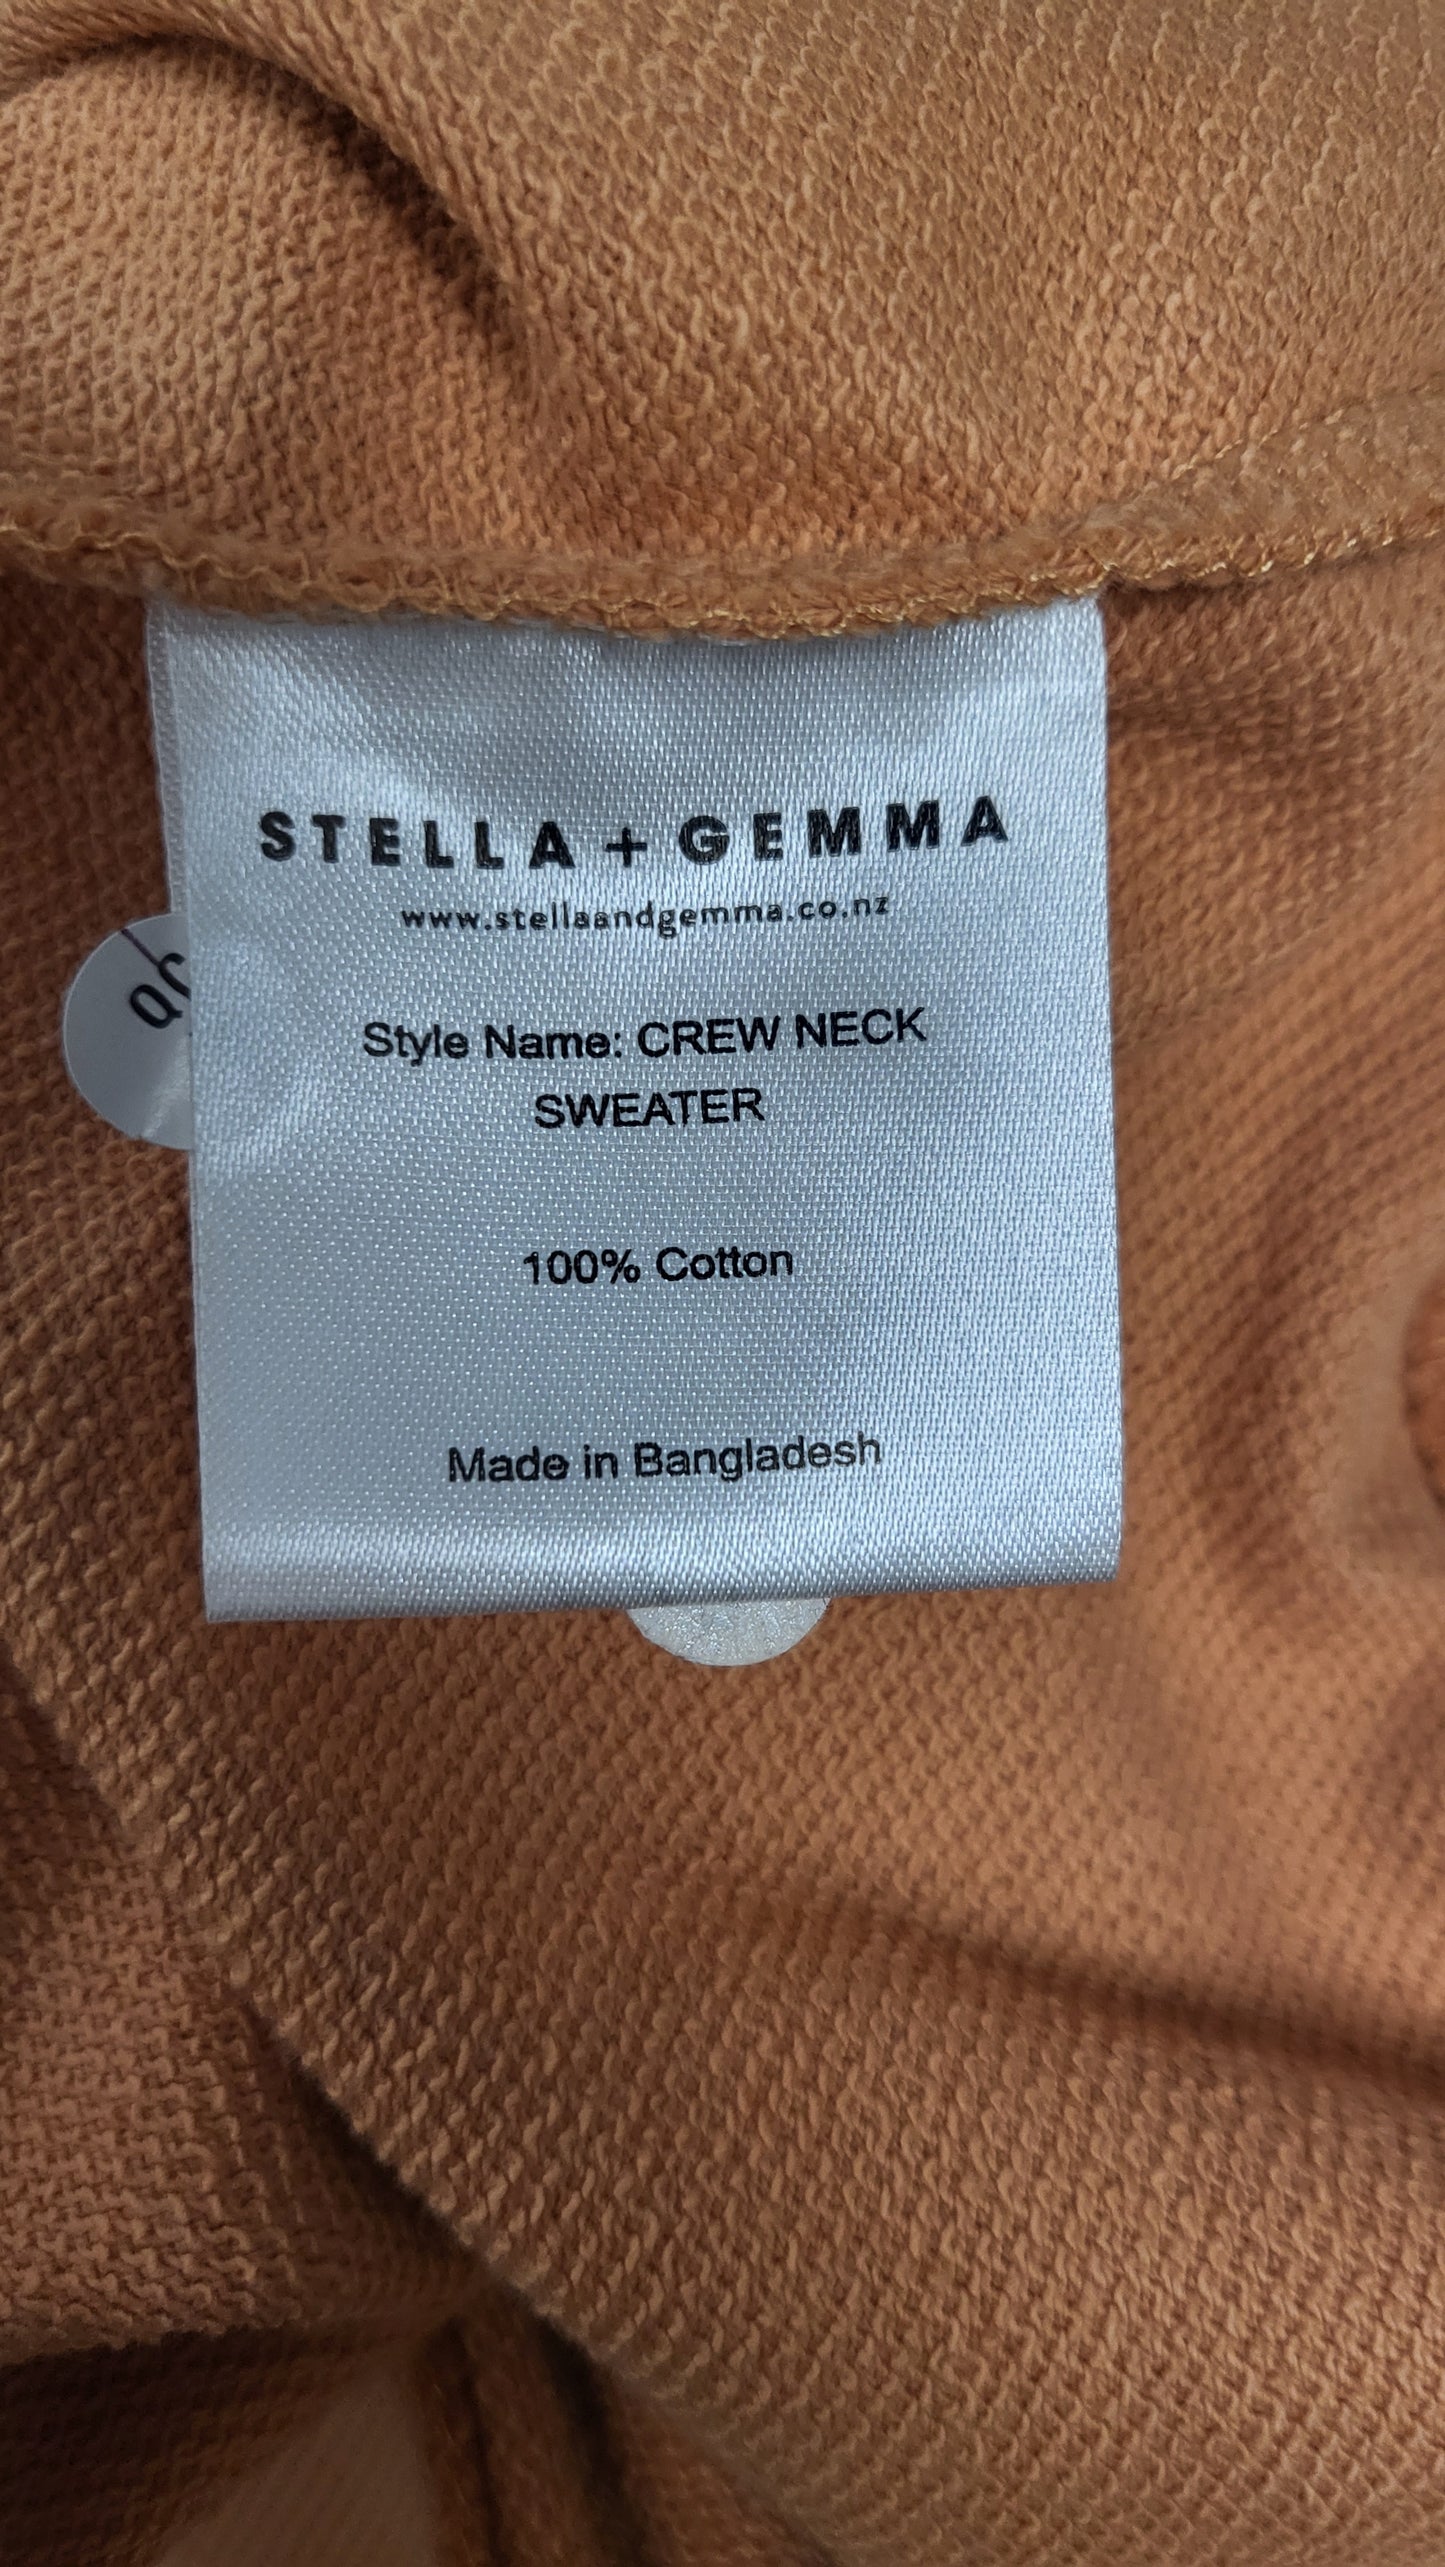 STELLA + GEMMA
www.stellaandgemma.co.nz
Style Name: CREW NECK
SWEATER
100% Cotton
Made in Bangladesh